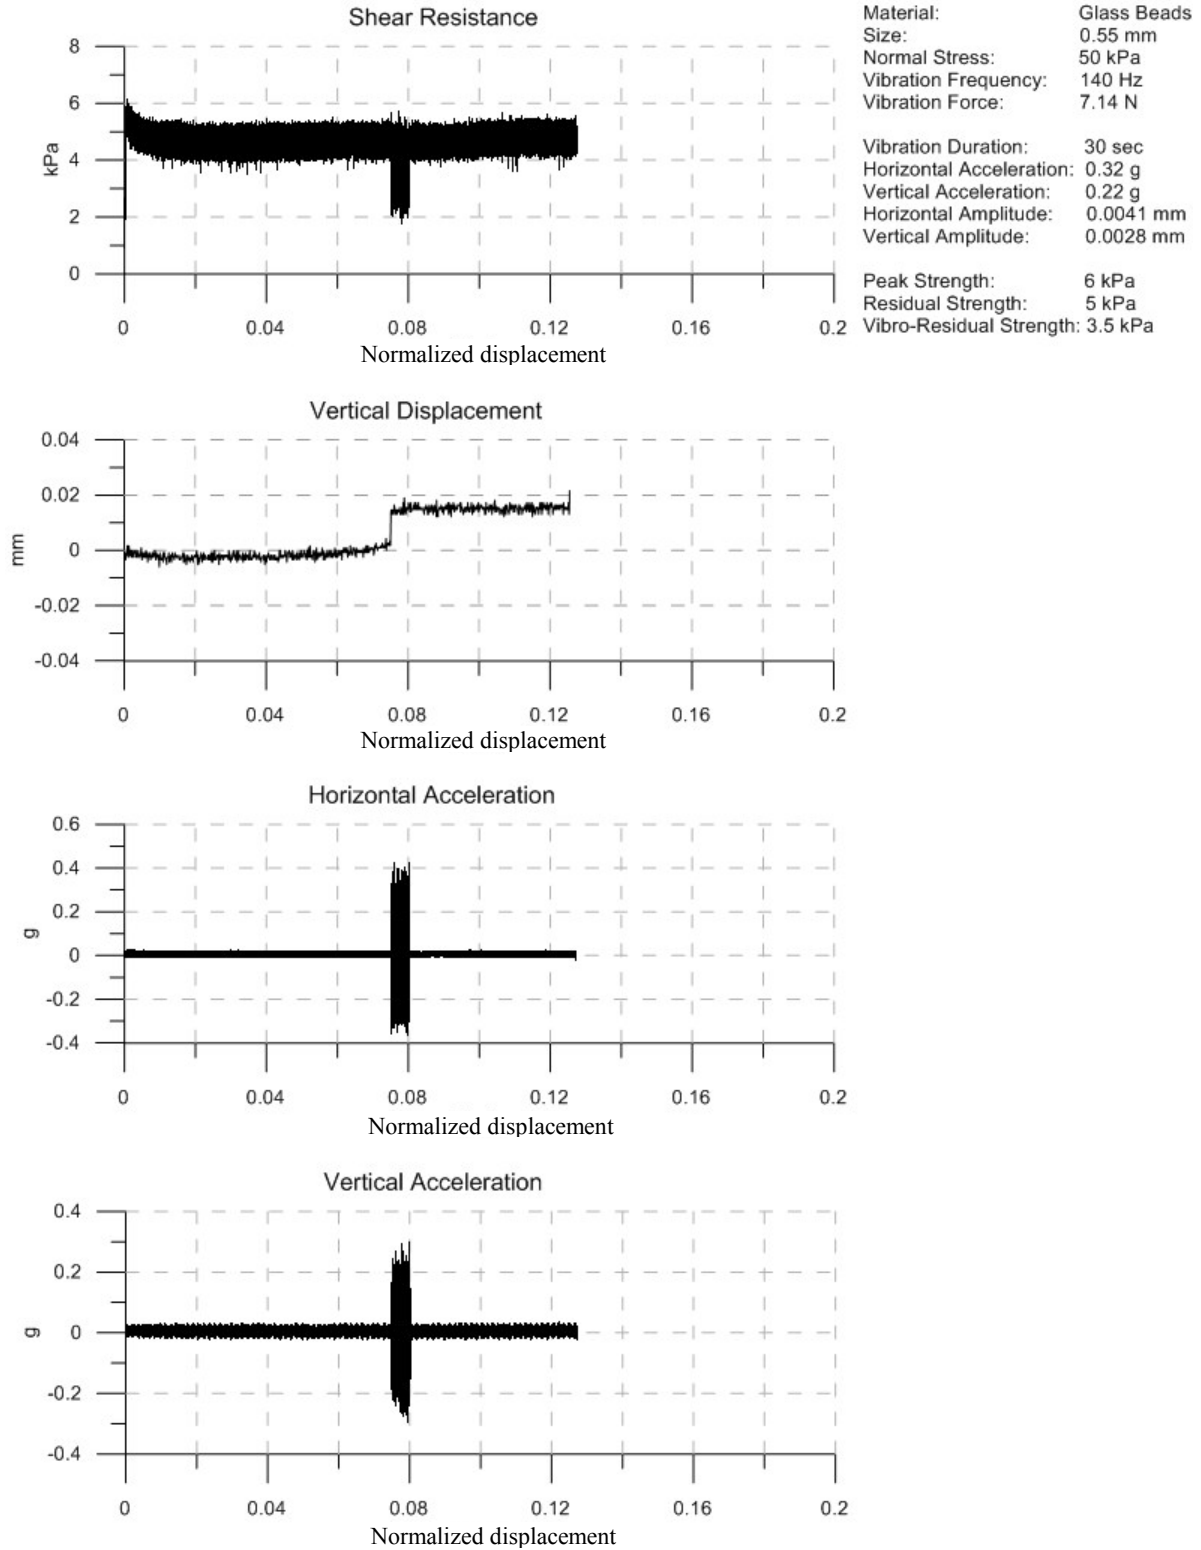 Shear Resistance
8
6
4
2
0
kPa
0 0.04 0.08 0.12 0.16 0.2
Normalized displacement
Material: Glass Beads
Size: 0.55 mm
Normal Stress: 50 kPa
Vibration Frequency: 140 Hz
Vibration Force: 7.14 N
Vibration Duration: 30 sec
Horizontal Acceleration: 0.32 g
Vertical Acceleration: 0.22 g
Horizontal Amplitude: 0.0041 mm
Vertical Amplitude: 0.0028 mm
Peak Strength: 6 kPa
Residual Strength: 5 kPa
Vibro-Residual Strength: 3.5 kPa
Vertical Displacement
0.04
0.02
0
-0.02
-0.04
mm
0 0.04 0.08 0.12 0.16 0.2
Normalized displacement
Horizontal Acceleration
0.6
0.4
0.2
0
-0.2
-0.4
g
0 0.04 0.08 0.12 0.16 0.2
Normalized displacement
Vertical Acceleration
0.4
0.2
0
-0.2
-0.4
g
0 0.04 0.08 0.12 0.16 0.2
Normalized displacement